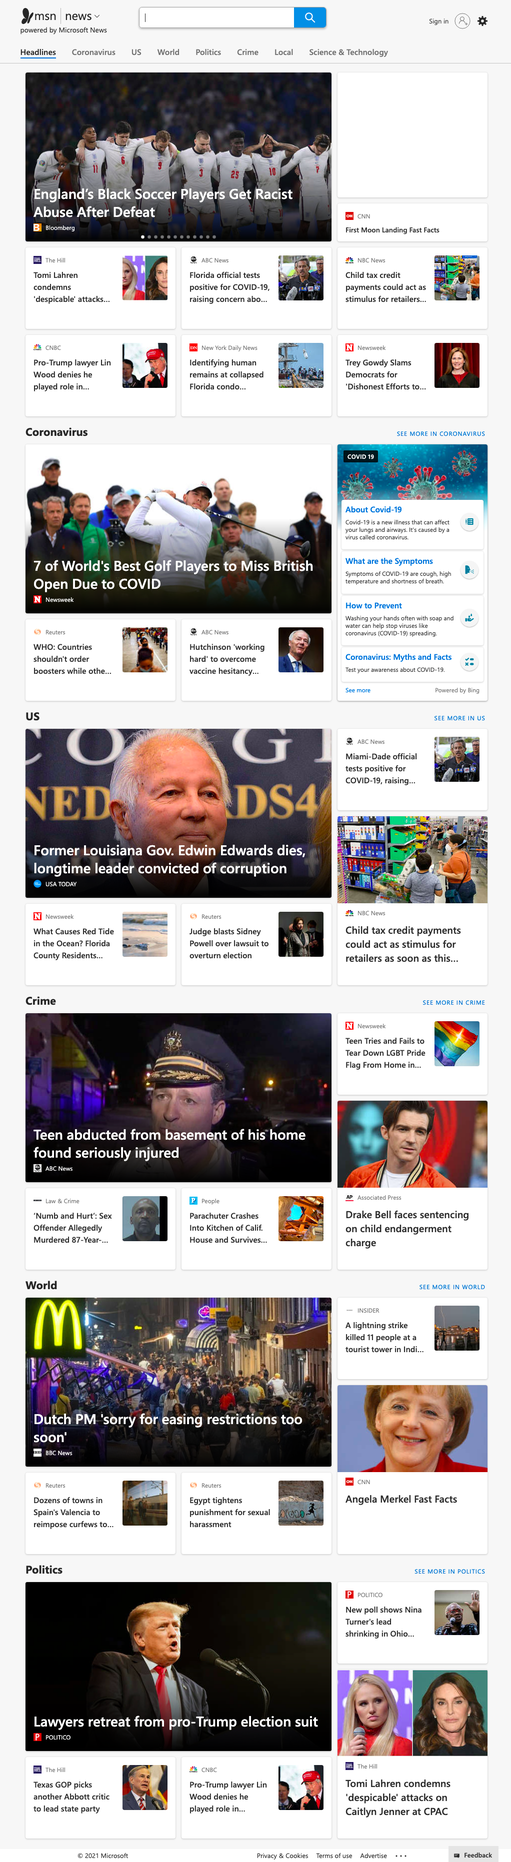 msn | news
powered by Microsoft News
Sign in
Headlines Coronavirus US World Politics Crime Local Science & Technology
England's Black Soccer Players Get Racist
Abuse After Defeat
Bloomberg
CNN
First Moon Landing Fast Facts
The Hill
Tomi Lahren
condemns
'despicable' attacks...
ABC News
Florida official tests
positive for COVID-19,
raising concern abo...
NBC News
Child tax credit
payments could act as
stimulus for retailers...
CNBC
Pro-Trump lawyer Lin
Wood denies he
played role in...
New York Daily News
Identifying human
remains at collapsed
Florida condo...
Newsweek
Trey Gowdy Slams
Democrats for
'Dishonest Efforts to...
Coronavirus
SEE MORE IN CORONAVIRUS
7 of World's Best Golf Players to Miss British
Open Due to COVID
Newsweek
COVID 19
About Covid-19
Covid-19 is a new illness that can affect
your lungs and airways. It's caused by a
virus called coronavirus.
What are the Symptoms
Symptoms of COVID-19 are cough, high
temperature and shortness of breath.
How to Prevent
Washing your hands often with soap and
water can help stop viruses like
coronavirus (COVID-19) spreading.
Coronavirus: Myths and Facts
Test your awareness about COVID-19.
See more
Powered by Bing
Reuters
WHO: Countries
shouldn't order
boosters while othe...
ABC News
Hutchinson 'working
hard' to overcome
vaccine hesitancy...
US
SEE MORE IN US
Former Louisiana Gov. Edwin Edwards dies,
longtime leader convicted of corruption
USA TODAY
ABC News
Miami-Dade official
tests positive for
COVID-19, raising...
NBC News
Child tax credit payments
could act as stimulus for
retailers as soon as this...
Newsweek
What Causes Red Tide
in the Ocean? Florida
County Residents...
Reuters
Judge blasts Sidney
Powell over lawsuit to
overturn election
Crime
SEE MORE IN CRIME
Teen abducted from basement of his home
found seriously injured
ABC News
Newsweek
Teen Tries and Fails to
Tear Down LGBT Pride
Flag From Home in...
AP Associated Press
Drake Bell faces sentencing
on child endangerment
charge
Law & Crime
'Numb and Hurt': Sex
Offender Allegedly
Murdered 87-Year-...
People
Parachuter Crashes
Into Kitchen of Calif.
House and Survives...
World
SEE MORE IN WORLD
Dutch PM 'sorry for easing restrictions too
soon'
BBC News
INSIDER
A lightning strike
killed 11 people at a
tourist tower in Indi...
CNN
Angela Merkel Fast Facts
Reuters
Dozens of towns in
Spain's Valencia to
reimpose curfews to...
Reuters
Egypt tightens
punishment for sexual
harassment
Politics
SEE MORE IN POLITICS
Lawyers retreat from pro-Trump election suit
POLITICO
POLITICO
New poll shows Nina
Turner's lead
shrinking in Ohio...
The Hill
Tomi Lahren condemns
'despicable' attacks on
Caitlyn Jenner at CPAC
The Hill
Texas GOP picks
another Abbott critic
to lead state party
CNBC
Pro-Trump lawyer Lin
Wood denies he
played role in...
© 2021 Microsoft
Privacy & Cookies Terms of use Advertise ...
Feedback